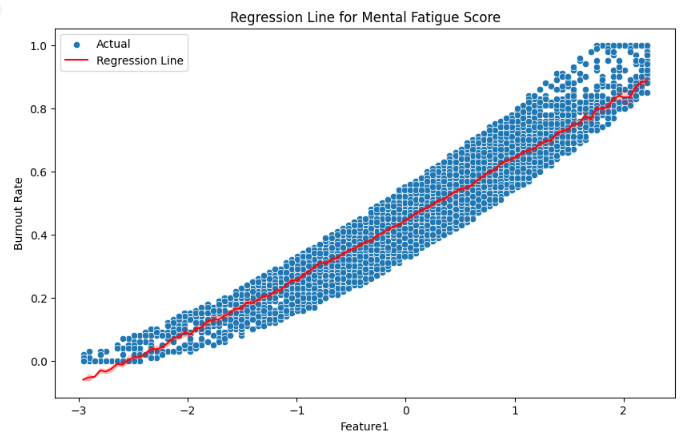 Regression Line for Mental Fatigue Score
Actual
Regression Line
Burnout Rate
1.0
0.8
0.6
0.4
0.2
0.0
−3
−2
−1
0
1
2
Feature1